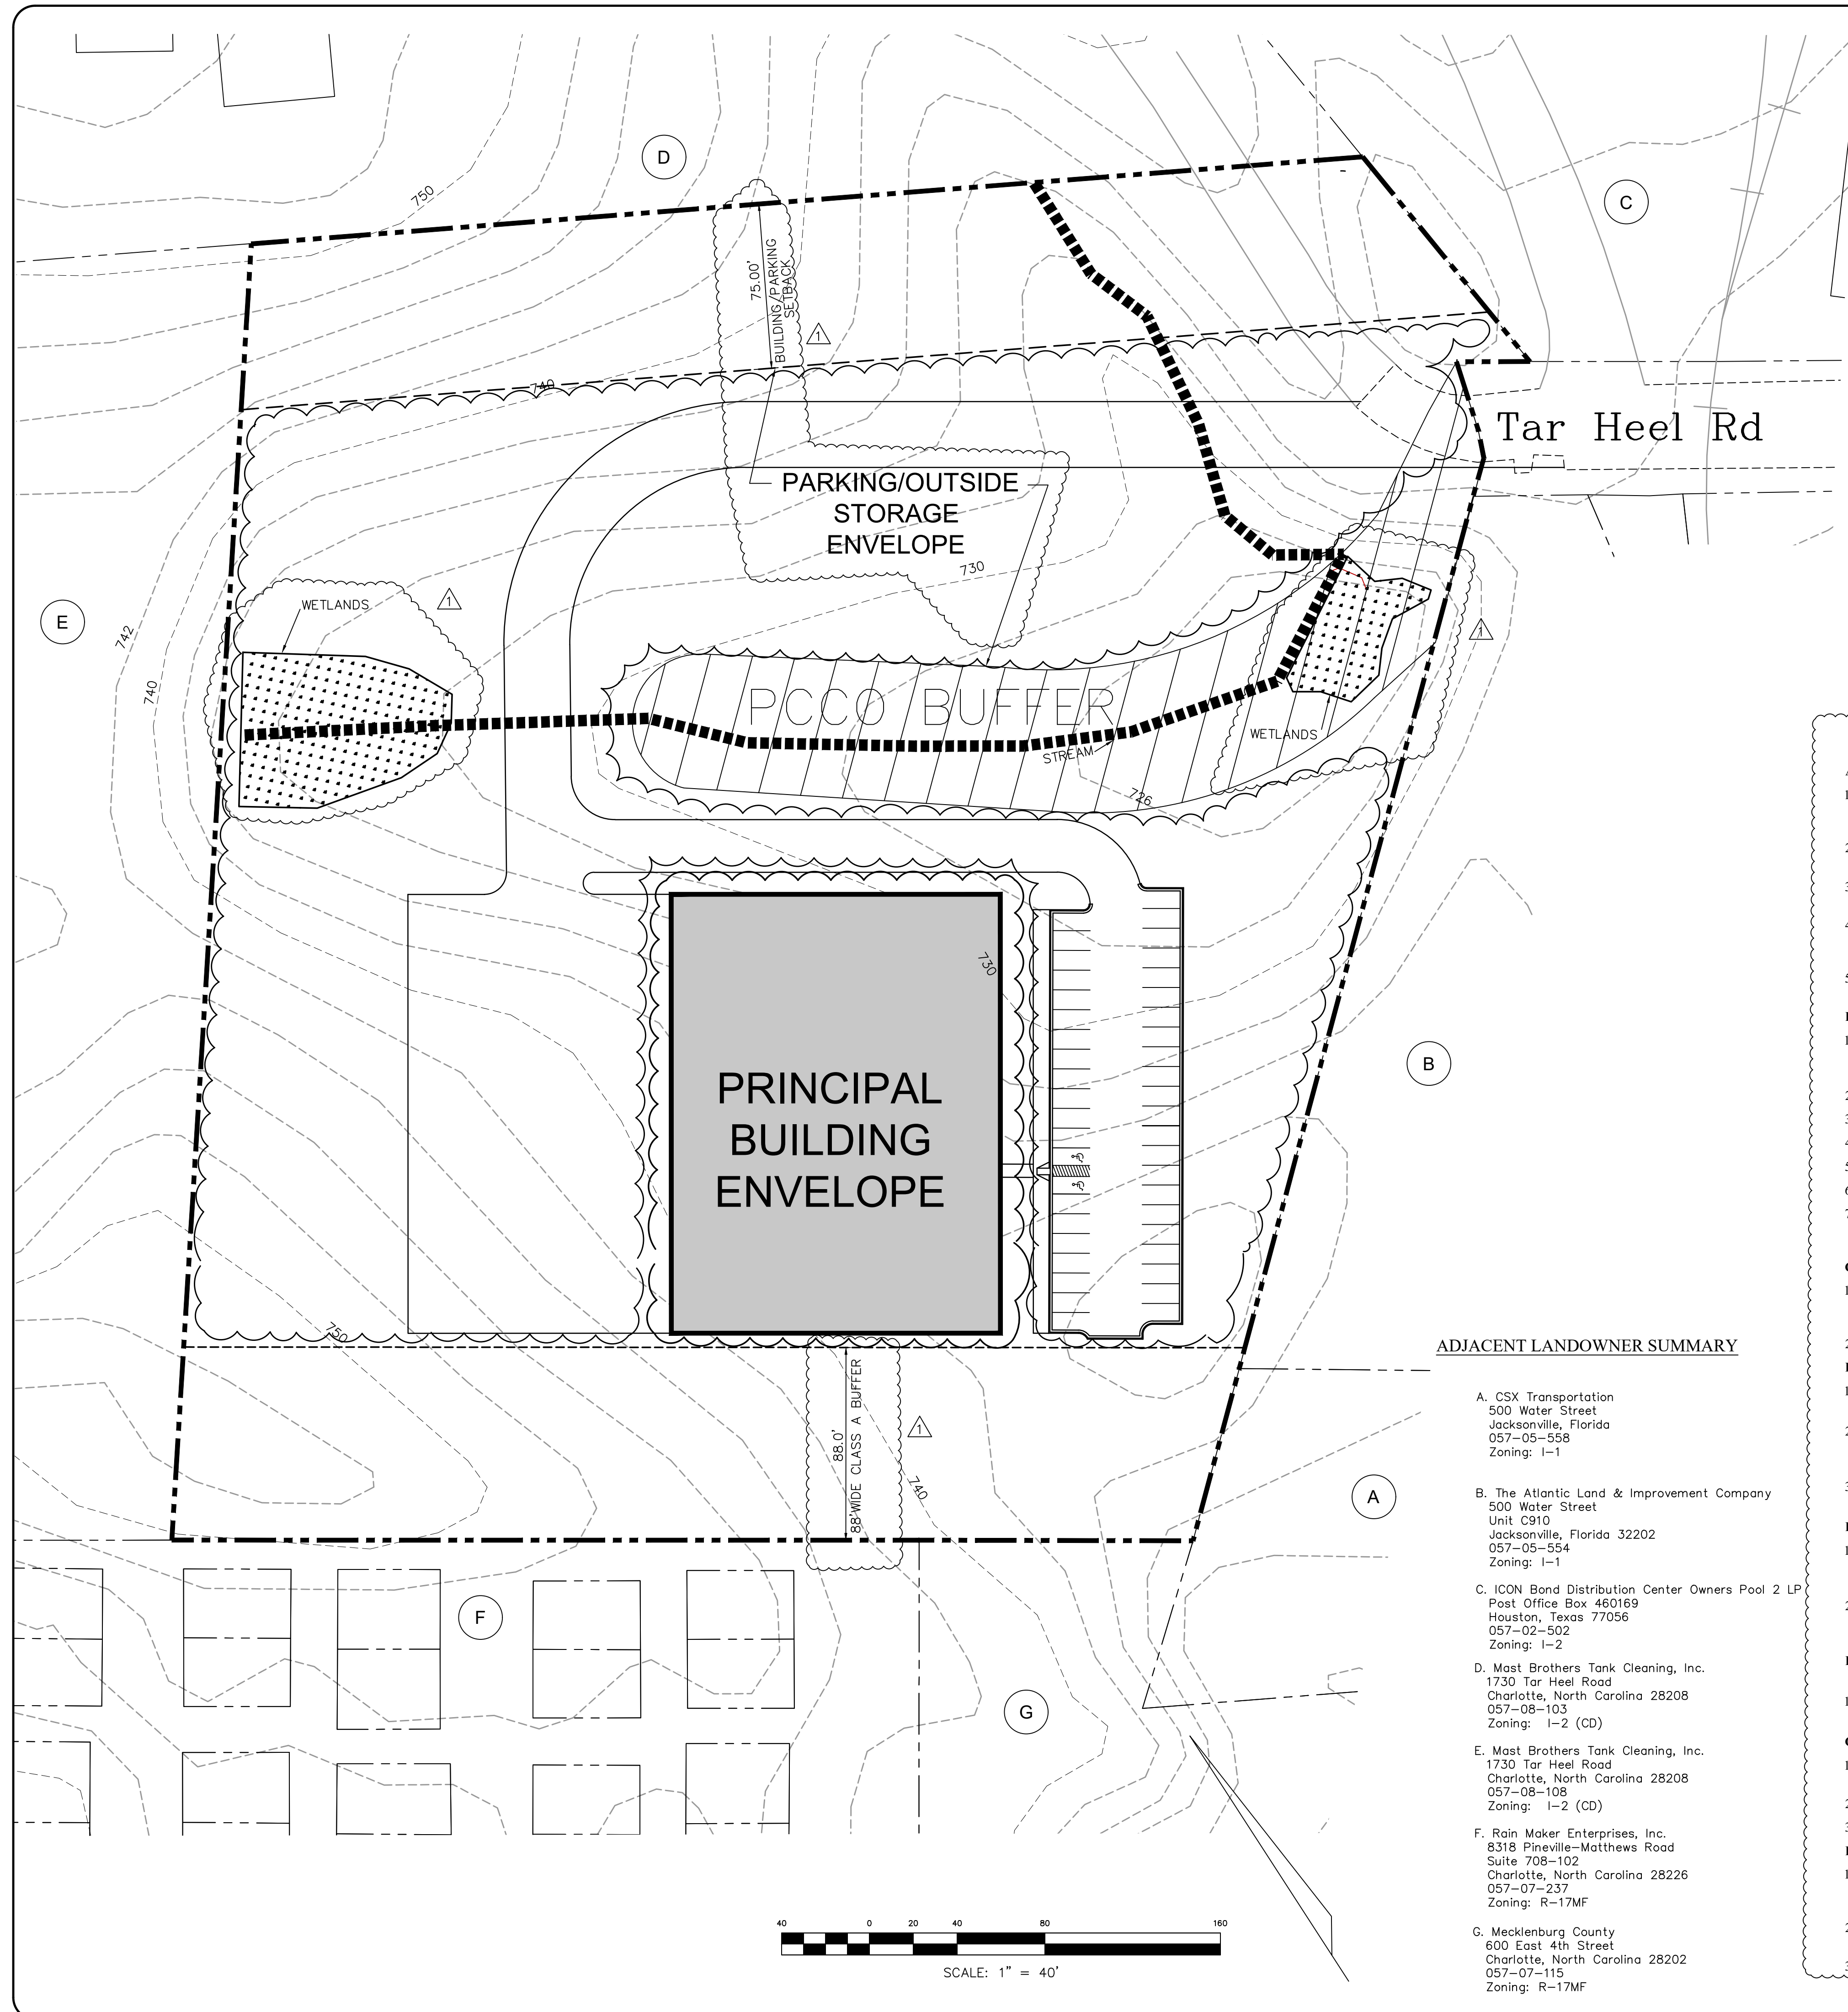 D
C
750
75.00'
BUILDING/PARKING
SETBACK
1
740
Tar Heel Rd
PARKING/OUTSIDE
STORAGE
ENVELOPE
730
E
742
740
WETLANDS
1
1
PCCO BUFFER
STREAM
WETLANDS
726
730
B
PRINCIPAL
BUILDING
ENVELOPE
750
88.0'
88'WIDE CLASS A BUFFER
1
740
A
F
G
ADJACENT LANDOWNER SUMMARY
A. CSX Transportation
500 Water Street
Jacksonville, Florida
057-05-558
Zoning: I-1
B. The Atlantic Land & Improvement Company
500 Water Street
Unit C910
Jacksonville, Florida 32202
057-05-554
Zoning: I-1
C. ICON Bond Distribution Center Owners Pool 2 LP
Post Office Box 460169
Houston, Texas 77056
057-02-502
Zoning: I-2
D. Mast Brothers Tank Cleaning, Inc.
1730 Tar Heel Road
Charlotte, North Carolina 28208
057-08-103
Zoning: I-2 (CD)
E. Mast Brothers Tank Cleaning, Inc.
1730 Tar Heel Road
Charlotte, North Carolina 28208
057-08-108
Zoning: I-2 (CD)
F. Rain Maker Enterprises, Inc.
8318 Pineville-Matthews Road
Suite 708-102
Charlotte, North Carolina 28226
057-07-237
Zoning: R-17MF
G. Mecklenburg County
600 East 4th Street
Charlotte, North Carolina 28202
057-07-115
Zoning: R-17MF
40 0 20 40 80 160
SCALE: 1" = 40'